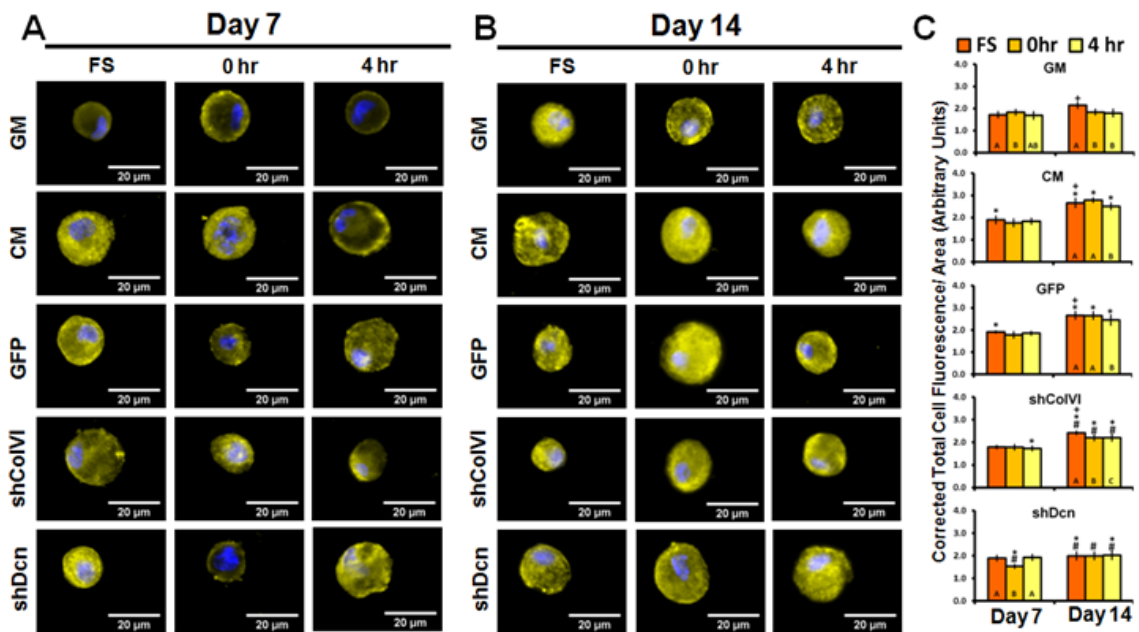 A Day 7
FS 0 hr 4 hr
GM
20 µm 20 µm 20 µm
CM
20 µm 20 µm 20 µm
GFP
20 µm 20 µm 20 µm
shColVI
20 µm 20 µm 20 µm
shDcn
20 µm 20 µm 20 µm
B Day 14
FS 0 hr 4 hr
20 µm 20 µm 20 µm
20 µm 20 µm 20 µm
20 µm 20 µm 20 µm
20 µm 20 µm 20 µm
20 µm 20 µm 20 µm
C FS 0hr 4 hr
Corrected Total Cell Fluorescence/ Area (Arbitrary Units)
GM
4.0
3.0
2.0
1.0
0.0
+
A B AB A B B
CM
4.0
3.0
2.0
1.0
0.0
+
* * * *
A A B
GFP
4.0
3.0
2.0
1.0
0.0
+
* * * *
A A B
shColVI
4.0
3.0
2.0
1.0
0.0
+
* * * *
# # #
A B C
shDcn
4.0
3.0
2.0
1.0
0.0
* * *
# # # #
A B A
Day 7 Day 14